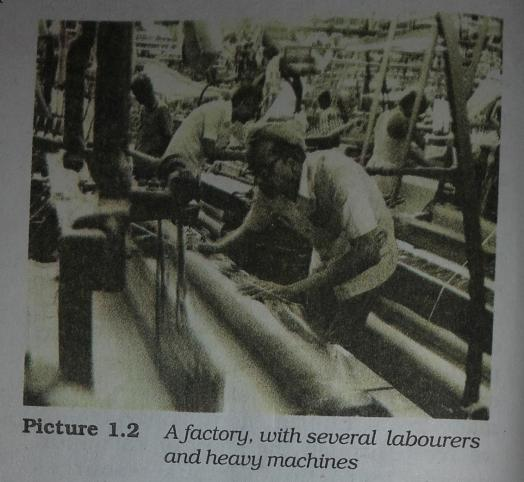 Picture 1.2 A factory, with several labourers
and heavy machines